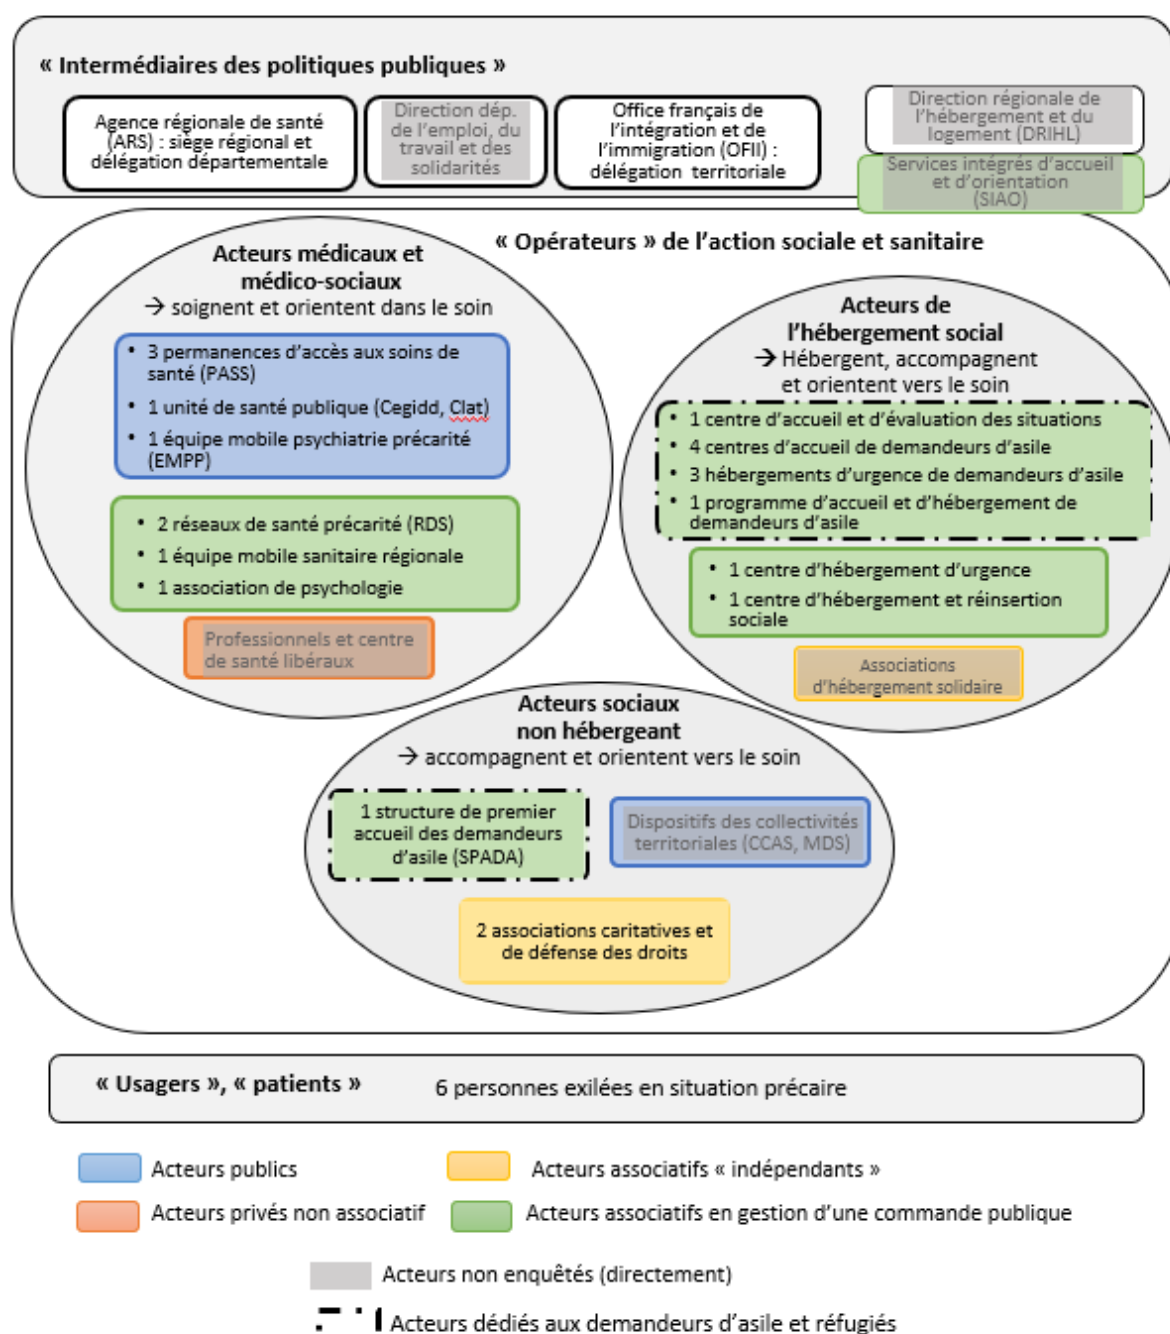 « Intermédiaires des politiques publiques »
Agence régionale de santé
(ARS) : siège régional et
délégation départementale
Direction dép.
de l'emploi, du
travail et des
solidarités
Office français de
l'intégration et de
l'immigration (OFII) :
délégation territoriale
Direction régionale de
l'hébergement et du
logement (DRIHL)
Services intégrés d'accueil
et d'orientation
(SIAO)
« Opérateurs » de l'action sociale et sanitaire
Acteurs médicaux et
médico-sociaux
→ soignent et orientent dans le soin
• 3 permanences d'accès aux soins de
santé (PASS)
• 1 unité de santé publique (Cegidd, Clat)
• 1 équipe mobile psychiatrie précarité
(EMPP)
• 2 réseaux de santé précarité (RDS)
• 1 équipe mobile sanitaire régionale
• 1 association de psychologie
Professionnels et centre
de santé libéraux
Acteurs de
l'hébergement social
→ Hébergent, accompagnent
et orientent vers le soin
• 1 centre d'accueil et d'évaluation des situations
• 4 centres d'accueil de demandeurs d'asile
• 3 hébergements d'urgence de demandeurs d'asile
• 1 programme d'accueil et d'hébergement de
demandeurs d'asile
• 1 centre d'hébergement d'urgence
• 1 centre d'hébergement et réinsertion
sociale
Associations
d'hébergement solidaire
Acteurs sociaux
non hébergeant
→ accompagnent et orientent vers le soin
1 structure de premier
accueil des demandeurs
d'asile (SPADA)
Dispositifs des collectivités
territoriales (CCAS, MDS)
2 associations caritatives et
de défense des droits
« Usagers », « patients » 6 personnes exilées en situation précaire
Acteurs publics
Acteurs associatifs « indépendants »
Acteurs privés non associatif
Acteurs associatifs en gestion d'une commande publique
Acteurs non enquêtés (directement)
Acteurs dédiés aux demandeurs d'asile et réfugiés